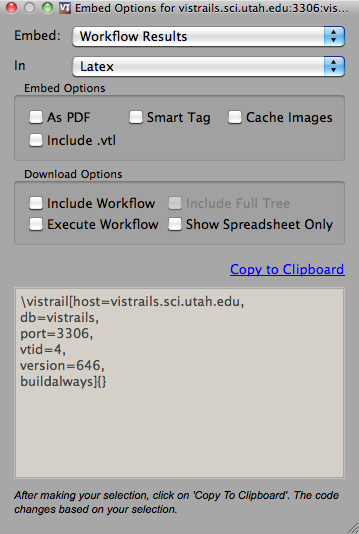 Embed Options for vistrails.sci.utah.edu:3306:vis...
Embed: Workflow Results
In Latex
Embed Options
As PDF Smart Tag Cache Images
Include .vtl
Download Options
Include Workflow Include Full Tree
Execute Workflow Show Spreadsheet Only
Copy to Clipboard
\vistrail[host=vistrails.sci.utah.edu,
db=vistrails,
port=3306,
vtid=4,
version=646,
buildalways]{}
After making your selection, click on 'Copy To Clipboard'. The code
changes based on your selection.